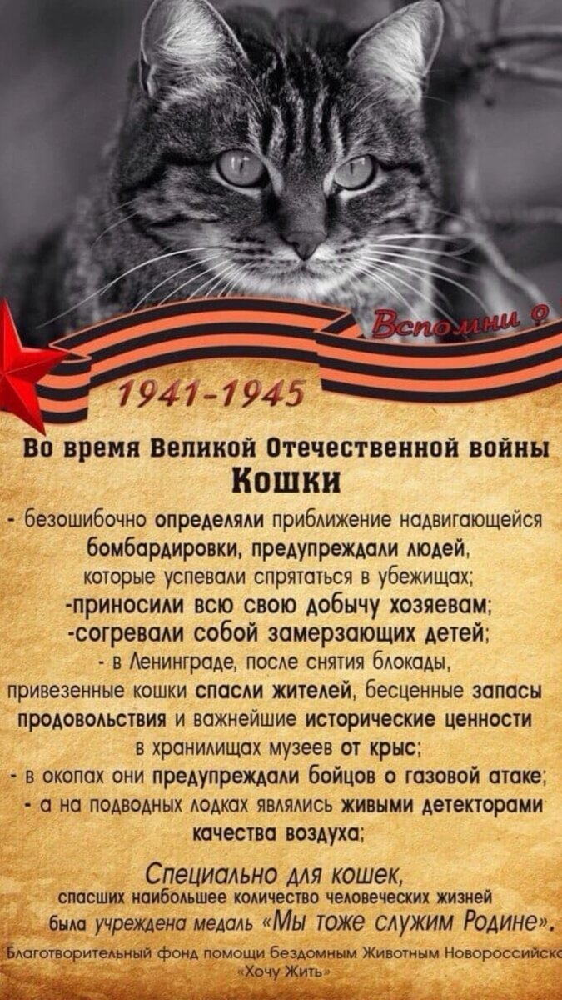 Вспомни о
1941-1945
Во время Великой Отечественной войны
Кошки
- безошибочно определяли приближение надвигающейся
бомбардировки, предупреждали людей,
которые успевали спрятаться в убежищах;
-приносили всю свою добычу хозяевам;
-согревали собой замерзающих детей;
- в Ленинграде, после снятия блокады,
привезенные кошки спасли жителей, бесценные запасы
продовольствия и важнейшие исторические ценности
в хранилищах музеев от крыс;
- в окопах они предупреждали бойцов о газовой атаке;
- а на подводных лодках являлись живыми детекторами
качества воздуха;
Специально для кошек,
спасших наибольшее количество человеческих жизней
была учреждена медаль «Мы тоже служим Родине».
Благотворительный фонд помощи бездомным Животным Новороссийск
«Хочу Жить»